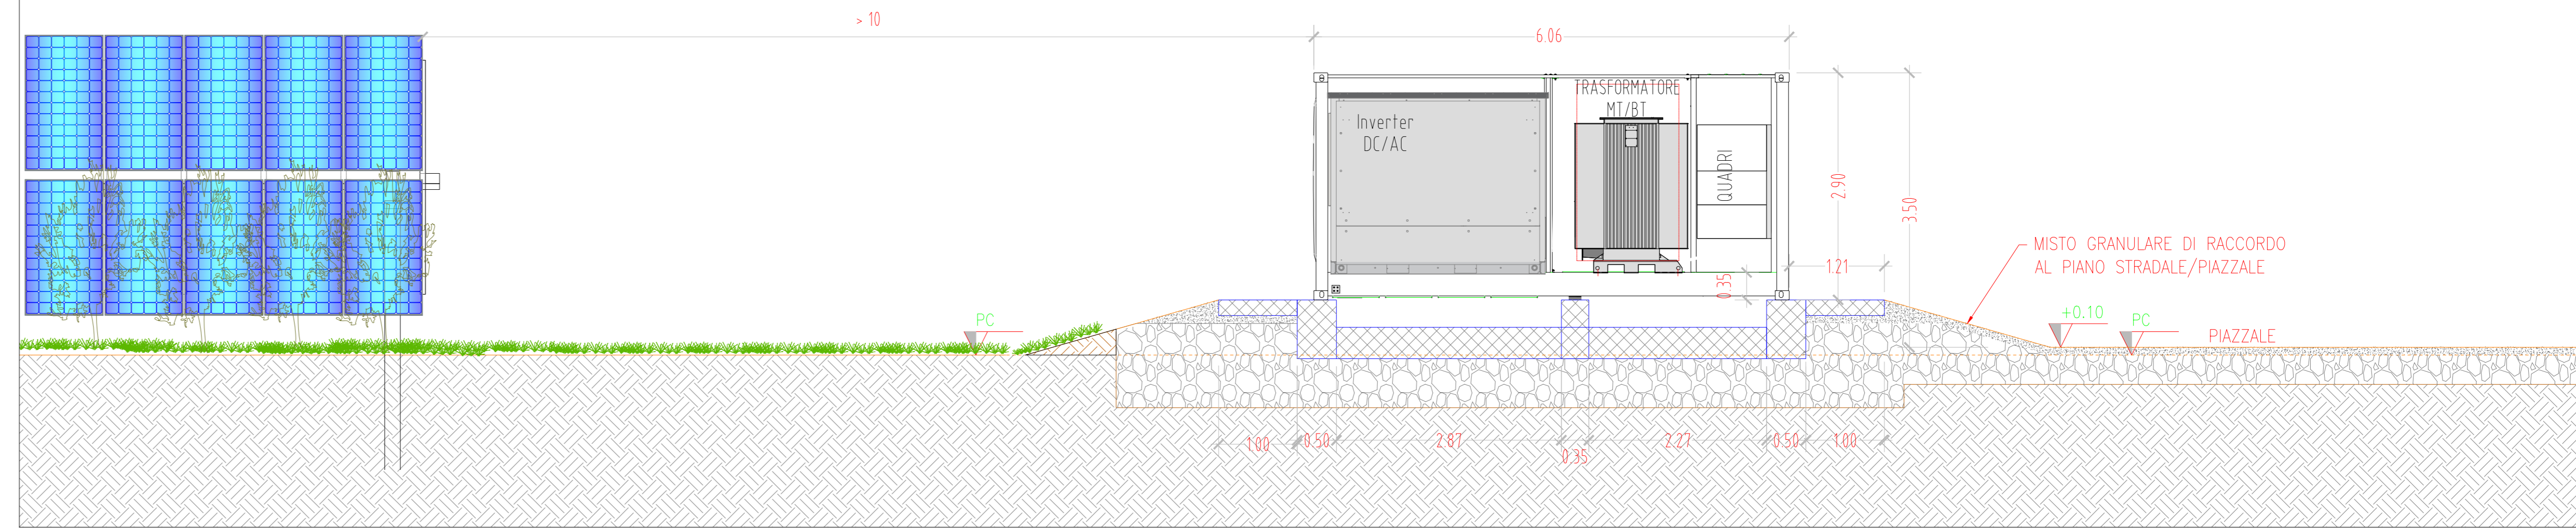 > 10
6.06
TRASFORMATORE
MT/BT
Inverter
DC/AC
QUADRI
2.90
3.50
0.35
1.21
MISTO GRANULARE DI RACCORDO
AL PIANO STRADALE/PIAZZALE
PC
+0.10
PC
PIAZZALE
1.00
0.50
2.87
0.35
2.27
0.50
1.00